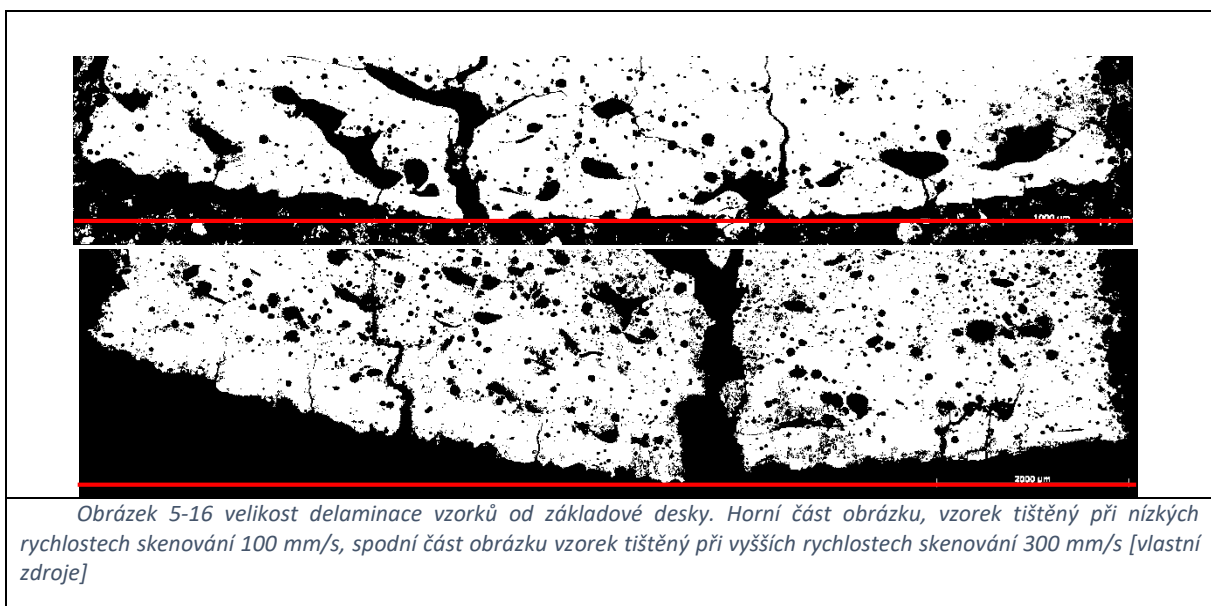 1000 µm
2000 µm
Obrázek 5-16 velikost delaminace vzorků od základové desky. Horní část obrázku, vzorek tištěný při nízkých
rychlostech skenování 100 mm/s, spodní část obrázku vzorek tištěný při vyšších rychlostech skenování 300 mm/s [vlastní
zdroje]